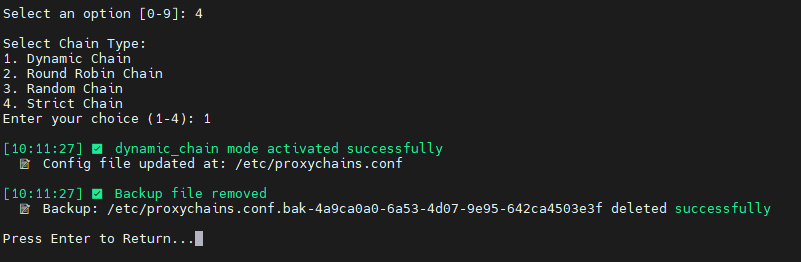 Select an option [0-9]: 4
Select Chain Type:
1. Dynamic Chain
2. Round Robin Chain
3. Random Chain
4. Strict Chain
Enter your choice (1-4): 1
[10:11:27] ✅ dynamic_chain mode activated successfully
📝 Config file updated at: /etc/proxychains.conf
[10:11:27] ✅ Backup file removed
📝 Backup: /etc/proxychains.conf.bak-4a9ca0a0-6a53-4d07-9e95-642ca4503e3f deleted successfully
Press Enter to Return...